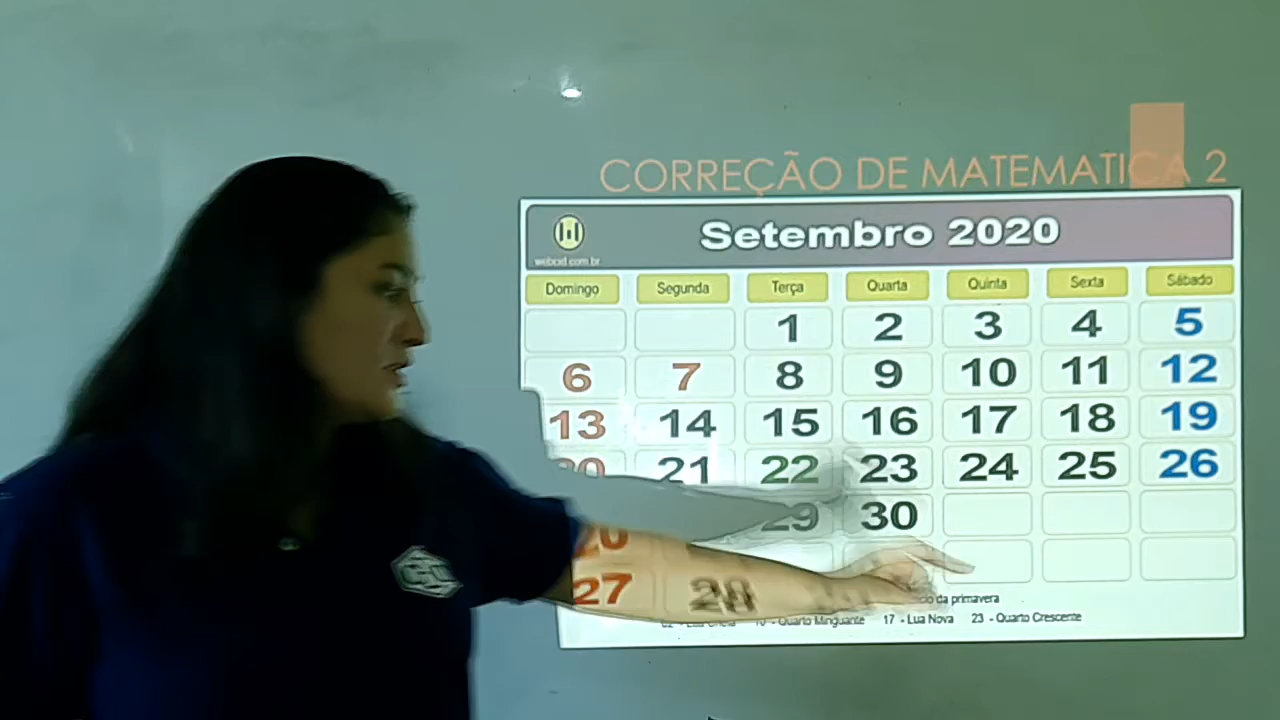 CORREÇÃO DE MATEMATICA 2
Setembro 2020
webcid.com.br
Domingo Segunda Terça Quarta Quinta Sexta Sábado
1 2 3 4 5
6 7 8 9 10 11 12
13 14 15 16 17 18 19
20 21 22 23 24 25 26
27 28 29 30
da primavera
Quarto Minguante 17 - Lua Nova 23 - Quarto Crescente